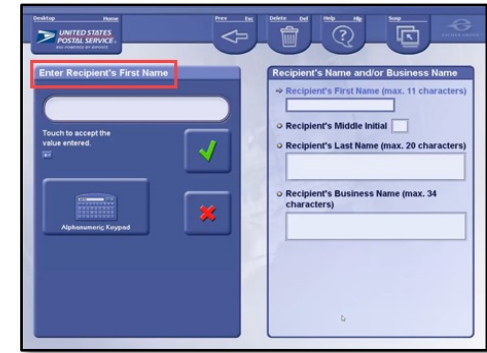 Desktop Home Prev Esc Delete Del Help Hlp Swap
UNITED STATES
POSTAL SERVICE.
Enter Recipient's First Name
Touch to accept the
value entered.
Alphanumeric Keypad
Recipient's Name and/or Business Name
Recipient's First Name (max. 11 characters)
Recipient's Middle Initial
Recipient's Last Name (max. 20 characters)
Recipient's Business Name (max. 34
characters)